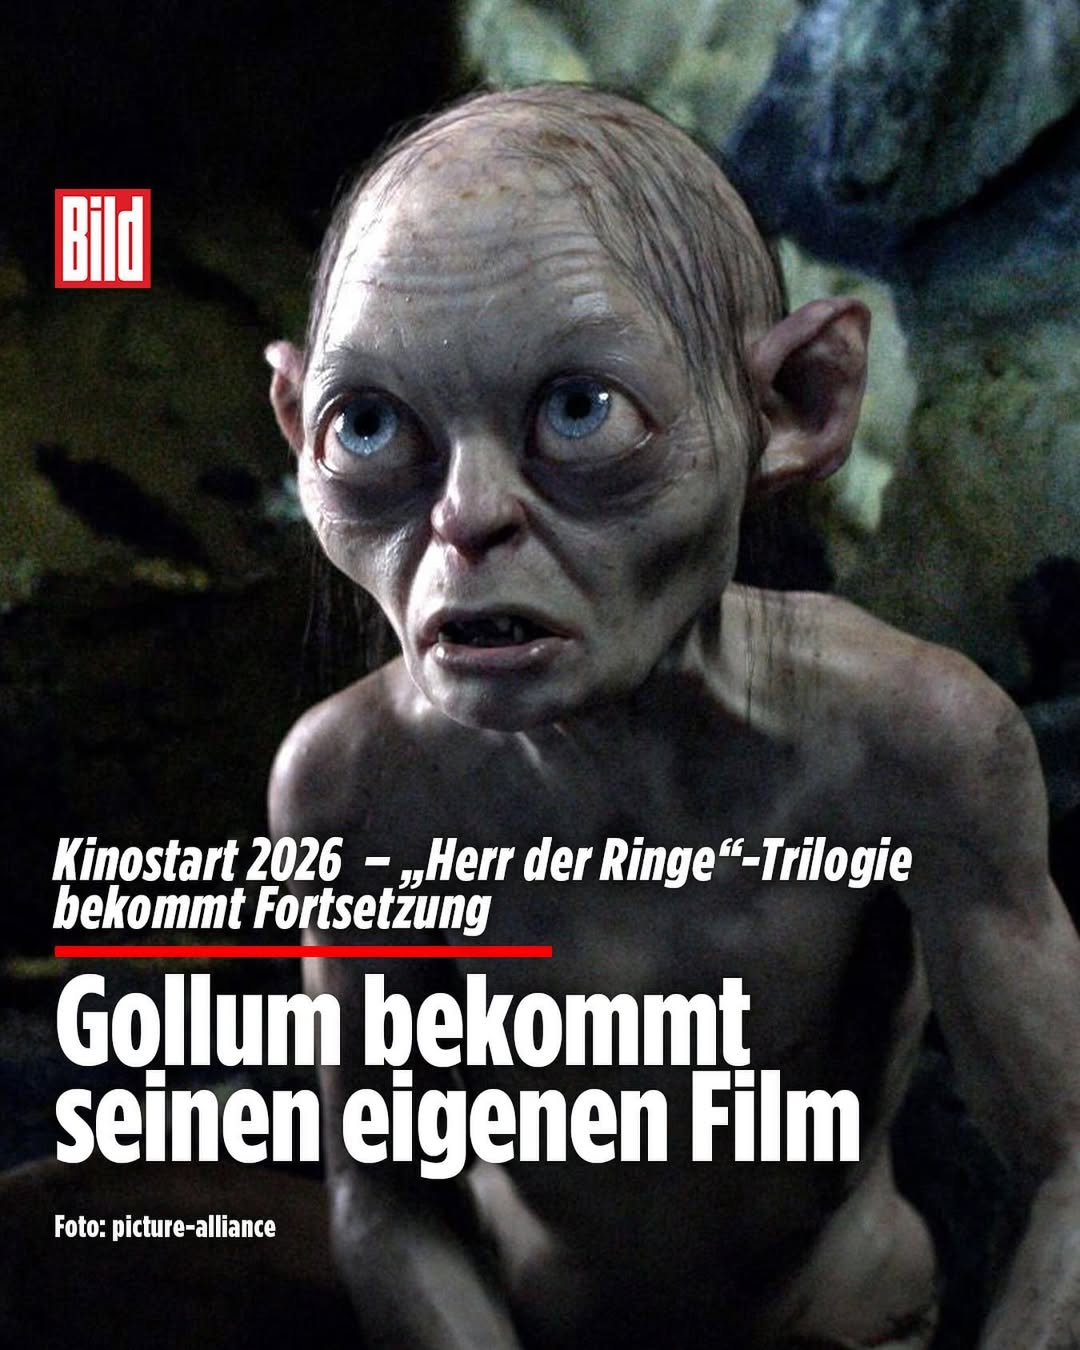 Bild
Kinostart 2026 – „Herr der Ringe“-Trilogie
bekommt Fortsetzung
Gollum bekommt
seinen eigenen Film
Foto: picture-alliance